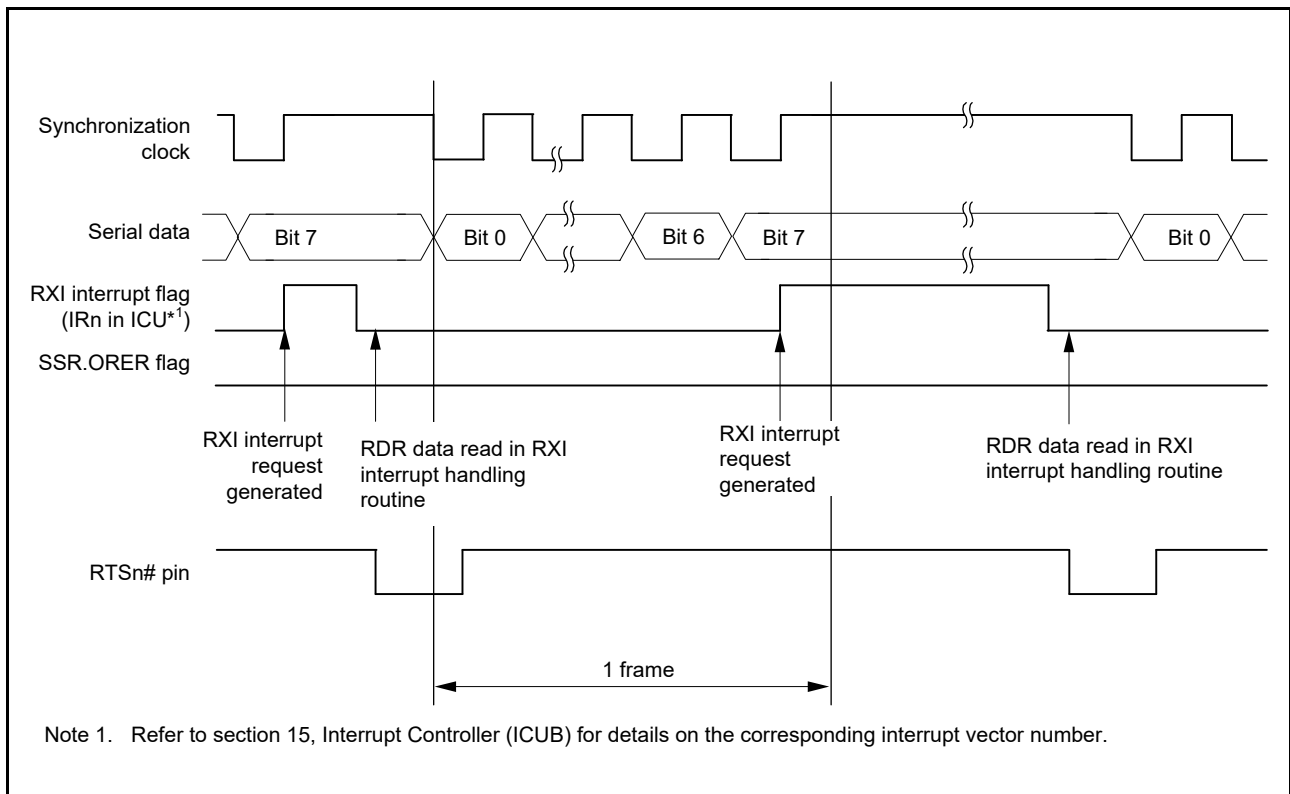 Synchronization
clock
Serial data
Bit 7
Bit 0
Bit 6
Bit 7
Bit 0
RXI interrupt flag
(IRn in ICU*1)
SSR.ORER flag
RXI interrupt
request
generated
RDR data read in RXI
interrupt handling
routine
RXI interrupt
request
generated
RDR data read in RXI
interrupt handling routine
RTSn# pin
1 frame
Note 1. Refer to section 15, Interrupt Controller (ICUB) for details on the corresponding interrupt vector number.